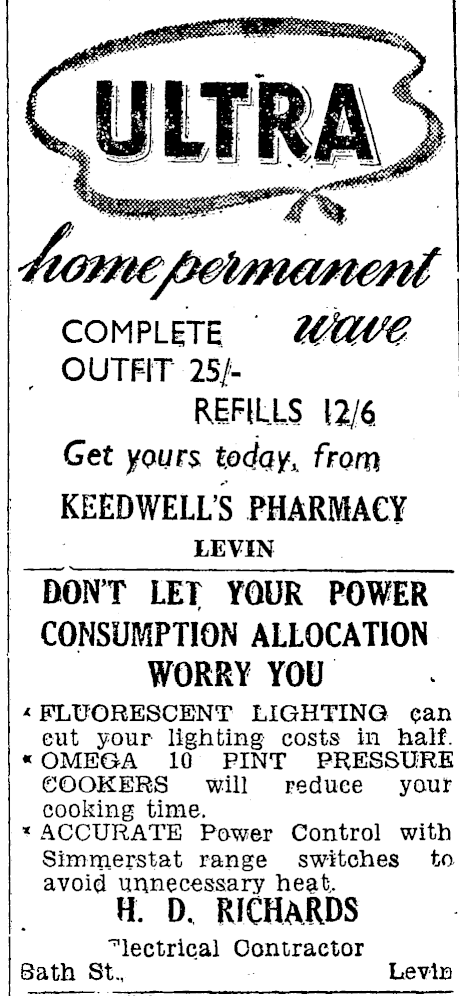 ULTRA
home permanent
wave
COMPLETE
OUTFIT 25/-
REFILLS 12/6
Get yours today, from
KEEDWELL'S PHARMACY
LEVIN
DON'T LET YOUR POWER
CONSUMPTION ALLOCATION
WORRY YOU
* FLUORESCENT LIGHTING can
cut your lighting costs in half.
* OMEGA 10 PINT PRESSURE
COOKERS will reduce your
cooking time.
* ACCURATE Power Control with
Simmerstat range switches to
avoid unnecessary heat.
H. D. RICHARDS
Electrical Contractor
Bath St., Levin